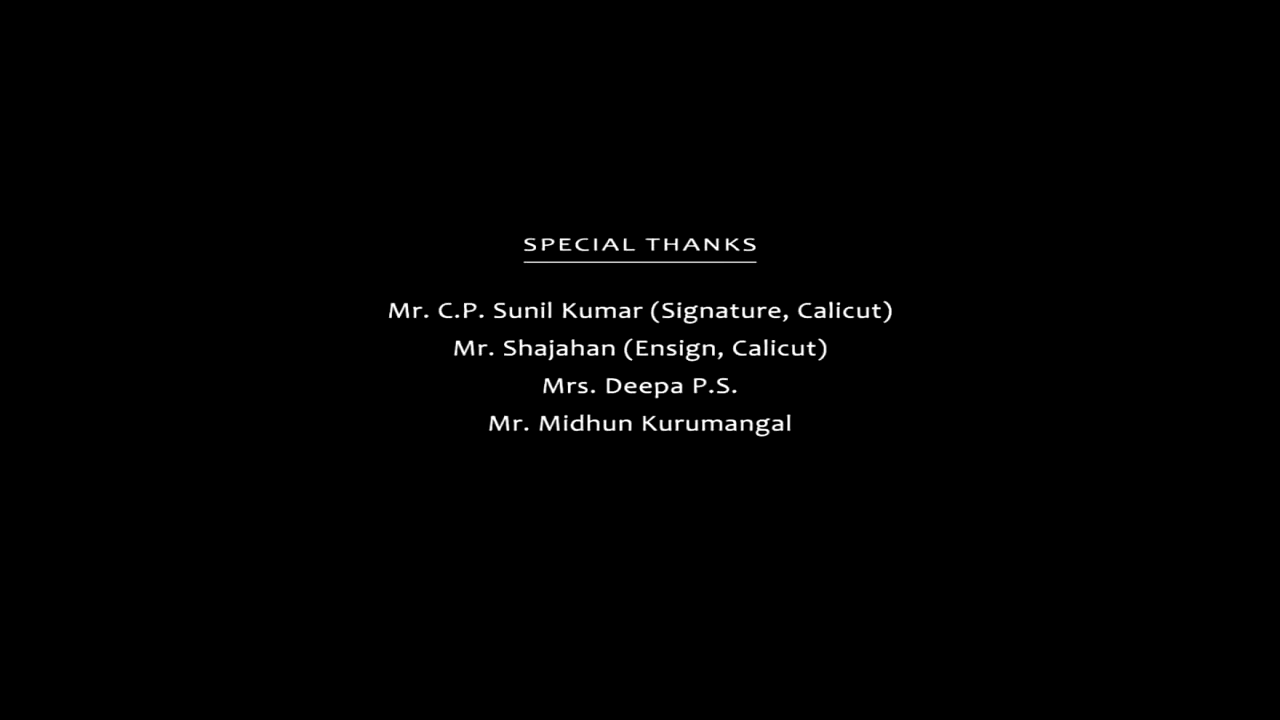 SPECIAL THANKS
Mr. C.P. Sunil Kumar (Signature, Calicut)
Mr. Shajahan (Ensign, Calicut)
Mrs. Deepa P.S.
Mr. Midhun Kurumangal